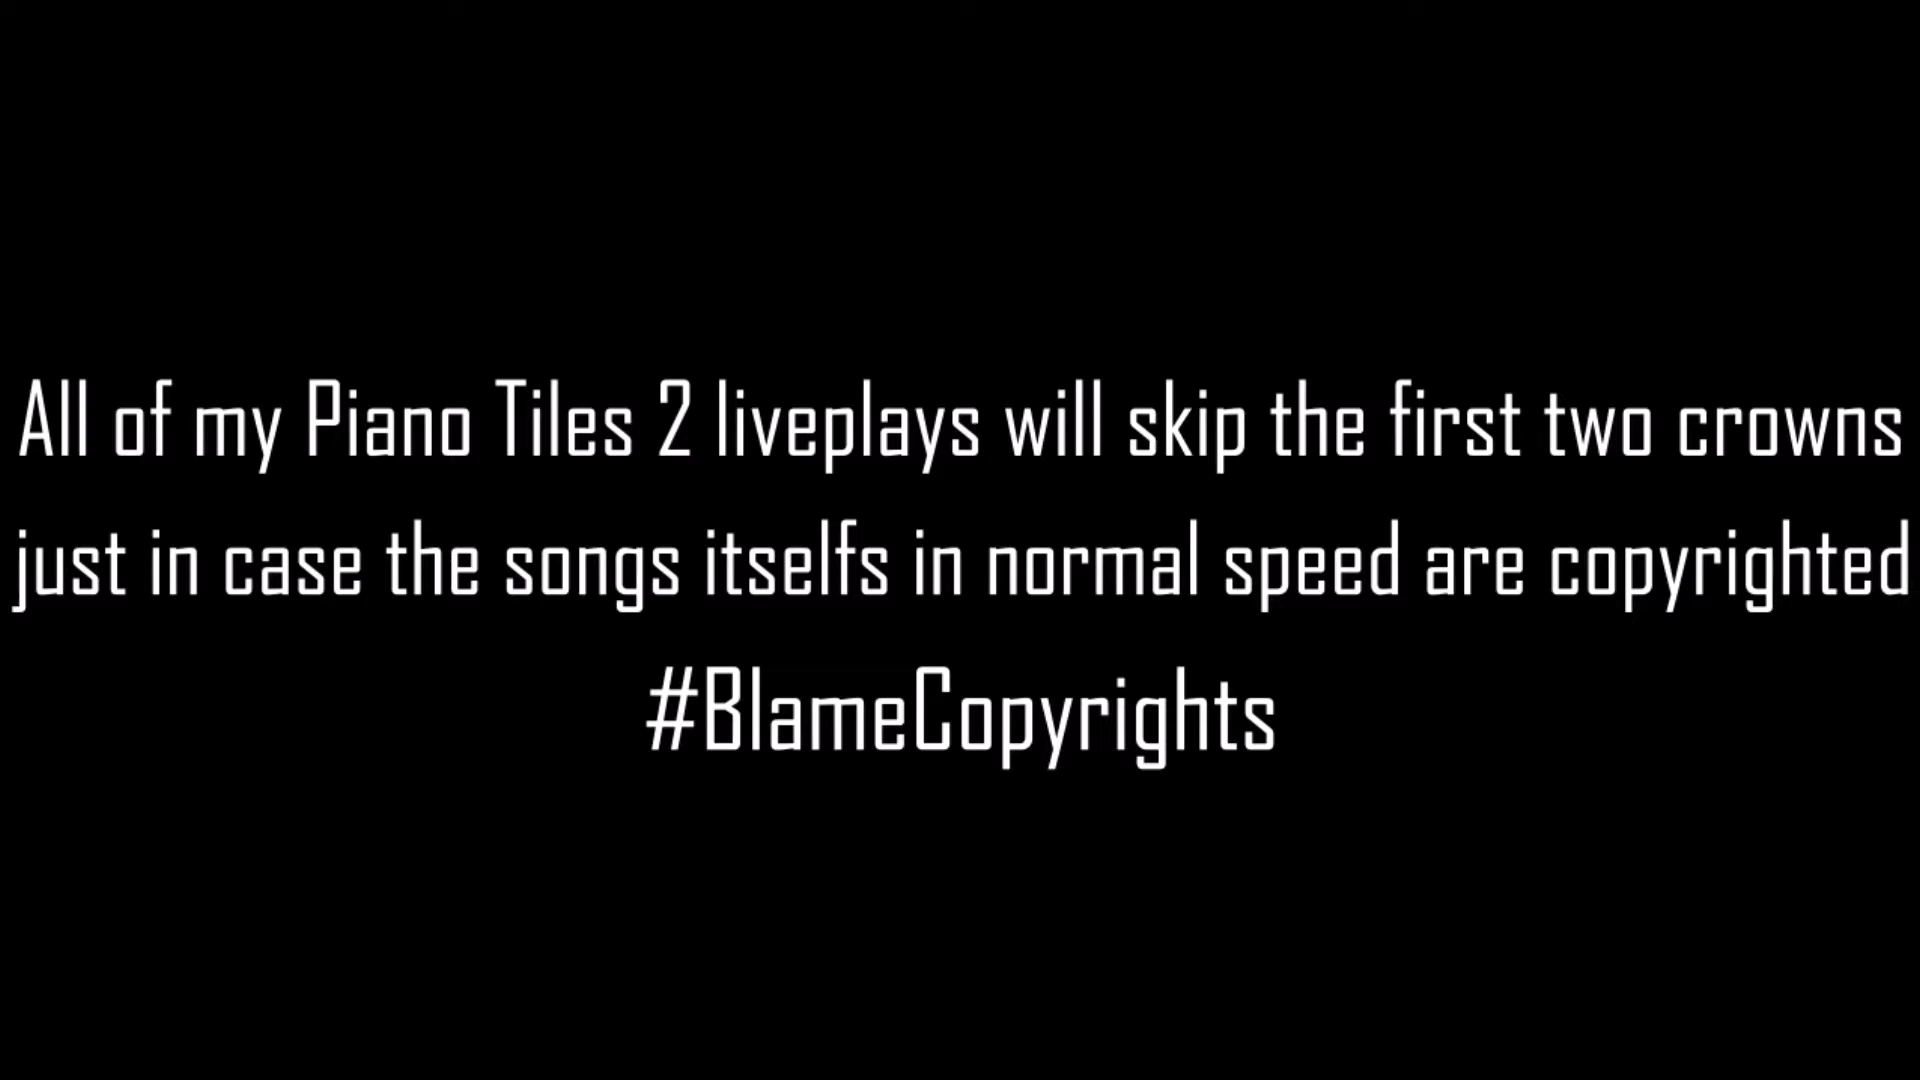 All of my Piano Tiles 2 liveplays will skip the first two crowns
just in case the songs itselfs in normal speed are copyrighted
#BlameCopyrights